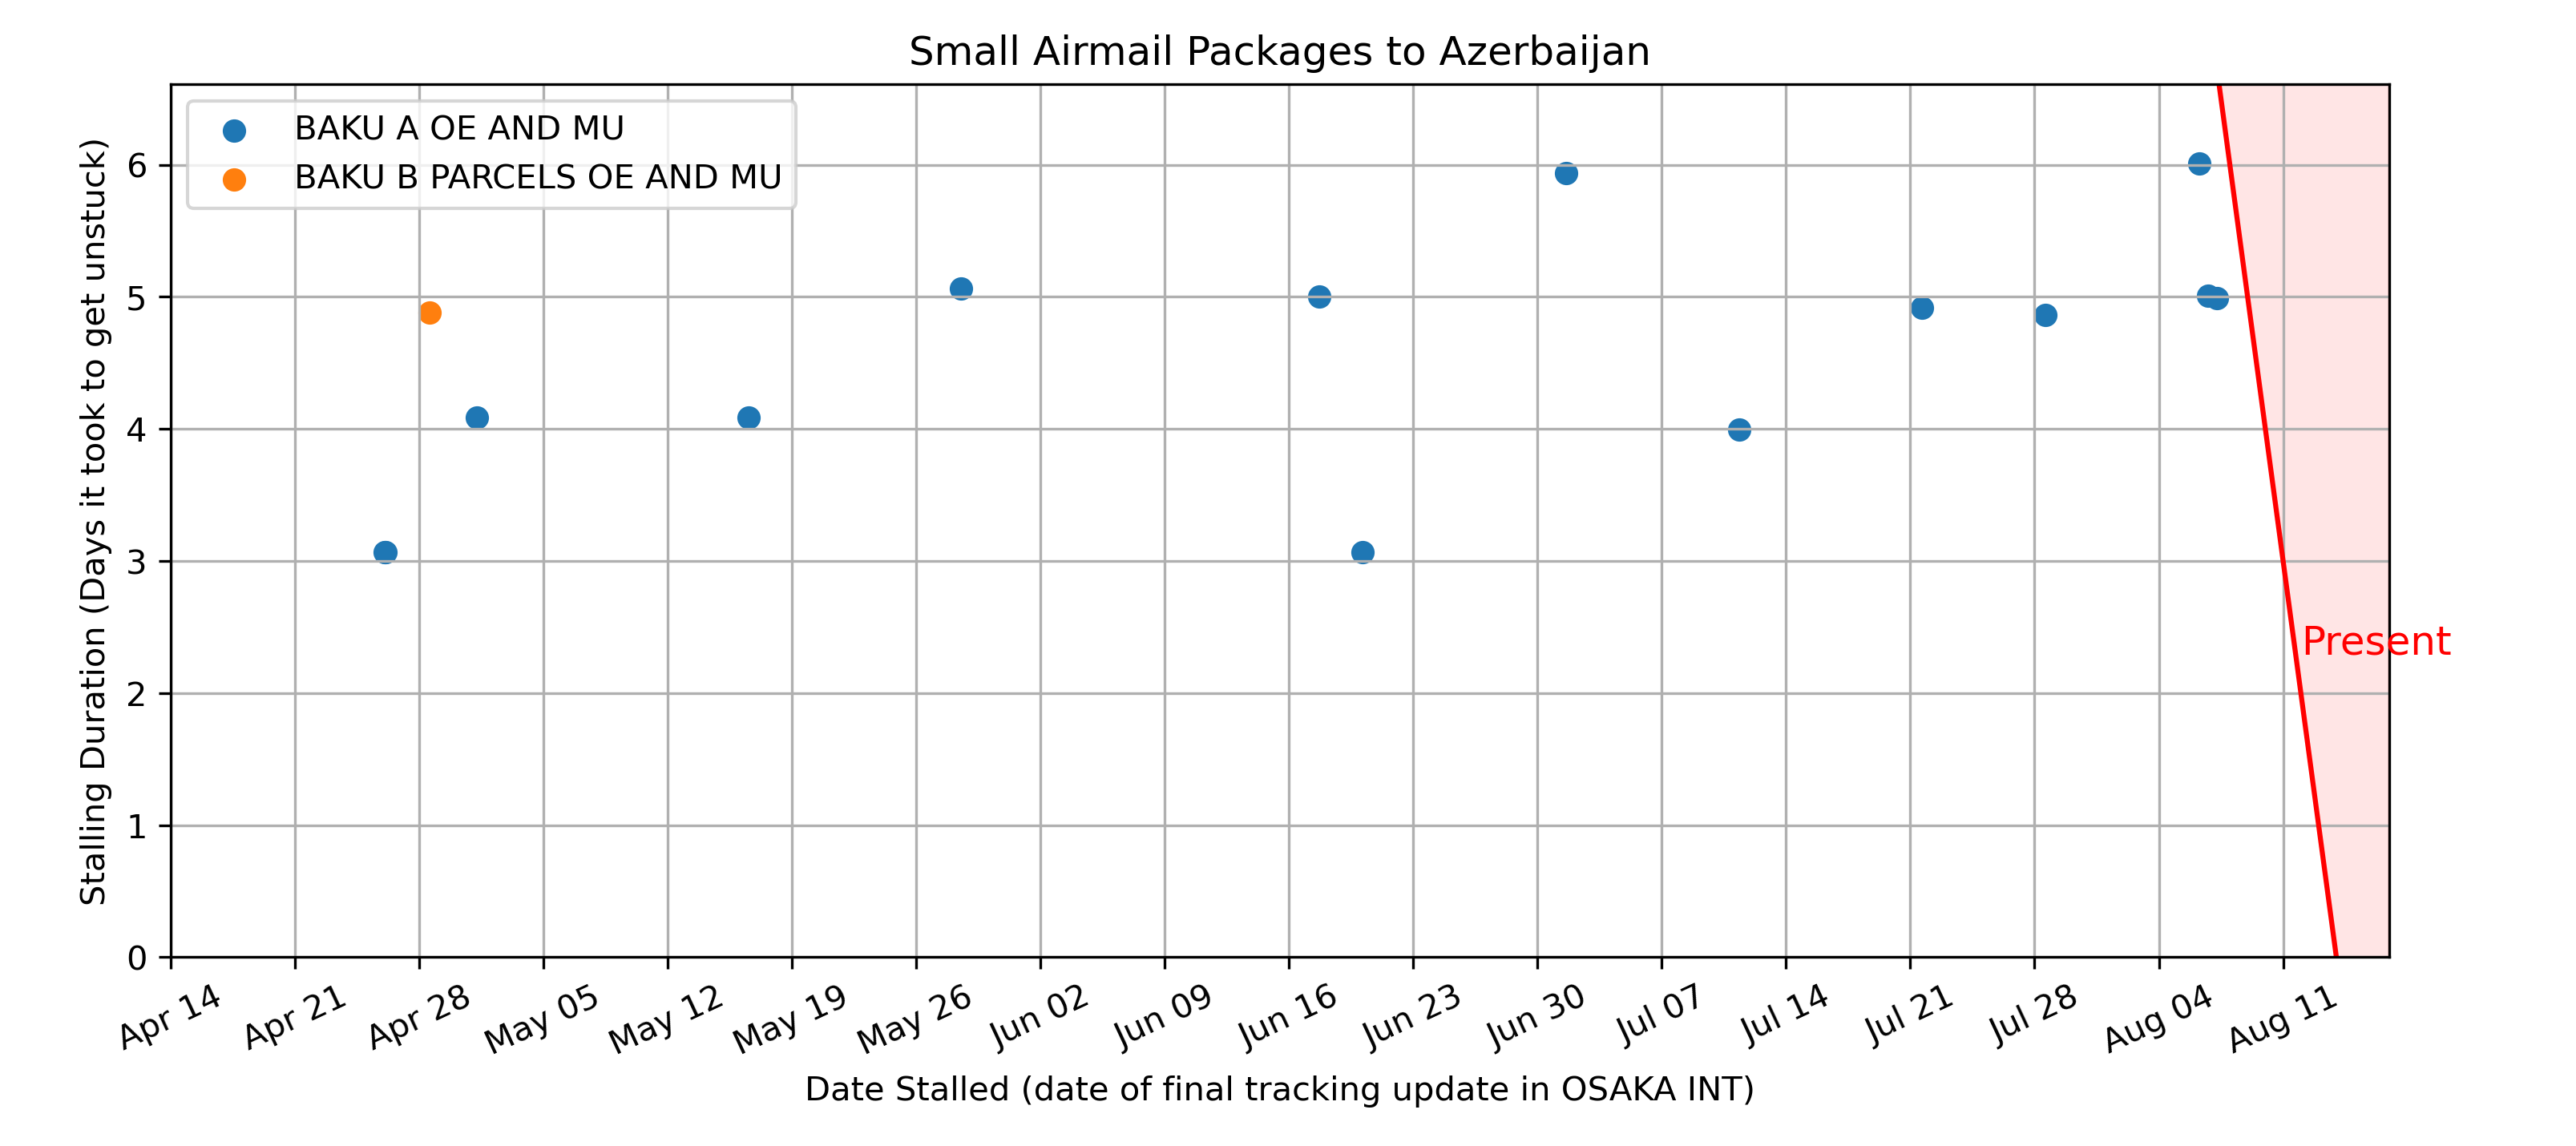 Small Airmail Packages to Azerbaijan
BAKU A OE AND MU
BAKU B PARCELS OE AND MU
Stalling Duration (Days it took to get unstuck)
6
5
4
3
2
1
0
Present
Apr 14 Apr 21 Apr 28 May 05 May 12 May 19 May 26 Jun 02 Jun 09 Jun 16 Jun 23 Jun 30 Jul 07 Jul 14 Jul 21 Jul 28 Aug 04 Aug 11
Date Stalled (date of final tracking update in OSAKA INT)